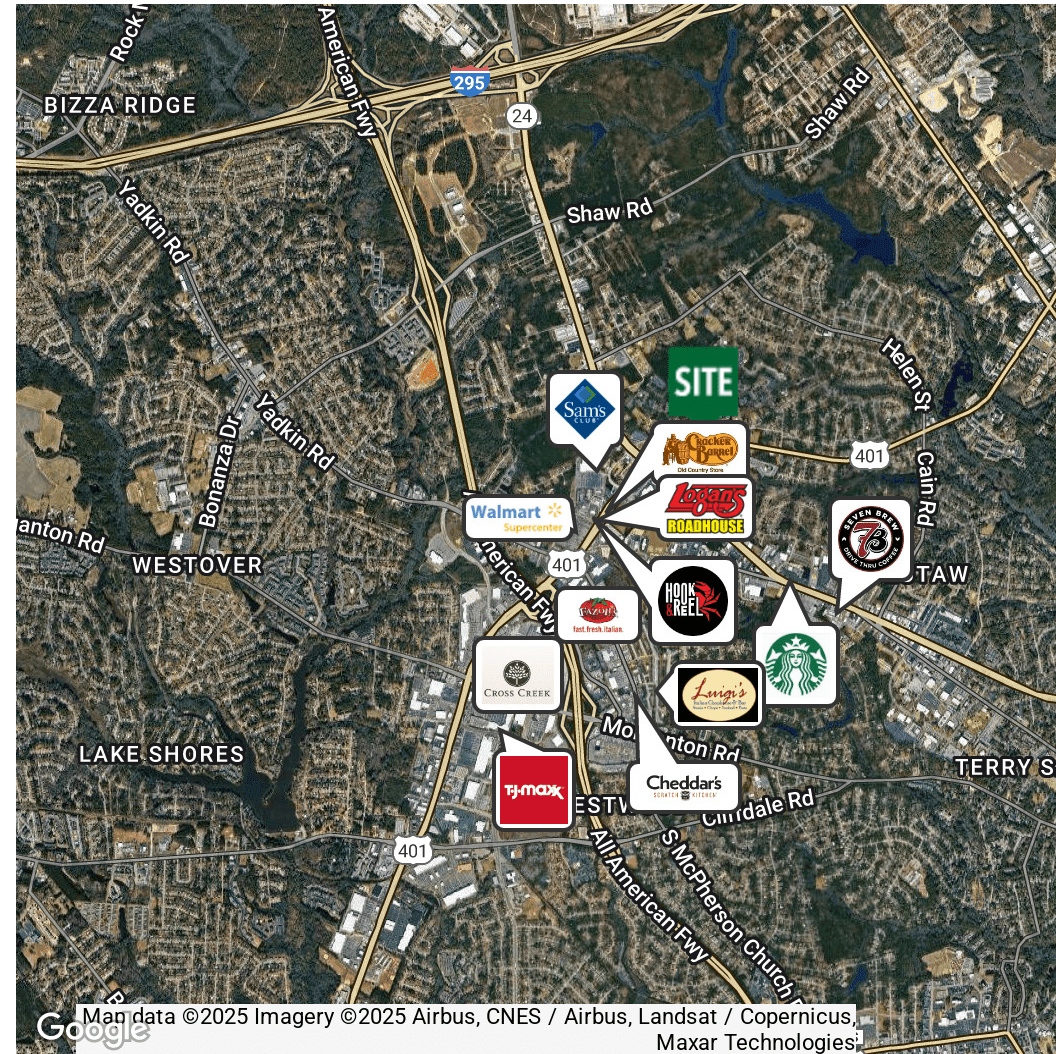 Rock
American Fwy
295
24
BIZZA RIDGE
Shaw Rd
Yadkin Rd
Shaw Rd
SITE
Helen St
Sam's
CLUB
Cracker
Barrel
Old Country Store
401
Yadkin Rd
Bonanza Dr
Cain Rd
Logan's
ROADHOUSE
Walmart
Supercenter
SEVEN BREW
7B
DRIVE THRU COFFEE
anton Rd
WESTOVER
401
TAW
merican Fwy
HOOK
& REEL
FAZOLI'S
fast. fresh. italian.
CROSS CREEK
Luigi's
Mo
nton Rd
LAKE SHORES
TERRY S
T.J.maxx
Cheddar's
SCRATCH KITCHEN
ESTW
Cliffdale Rd
401
All American Fwy
S McPherson Church
Google
Map data ©2025 Imagery ©2025 Airbus, CNES / Airbus, Landsat / Copernicus,
Maxar Technologies